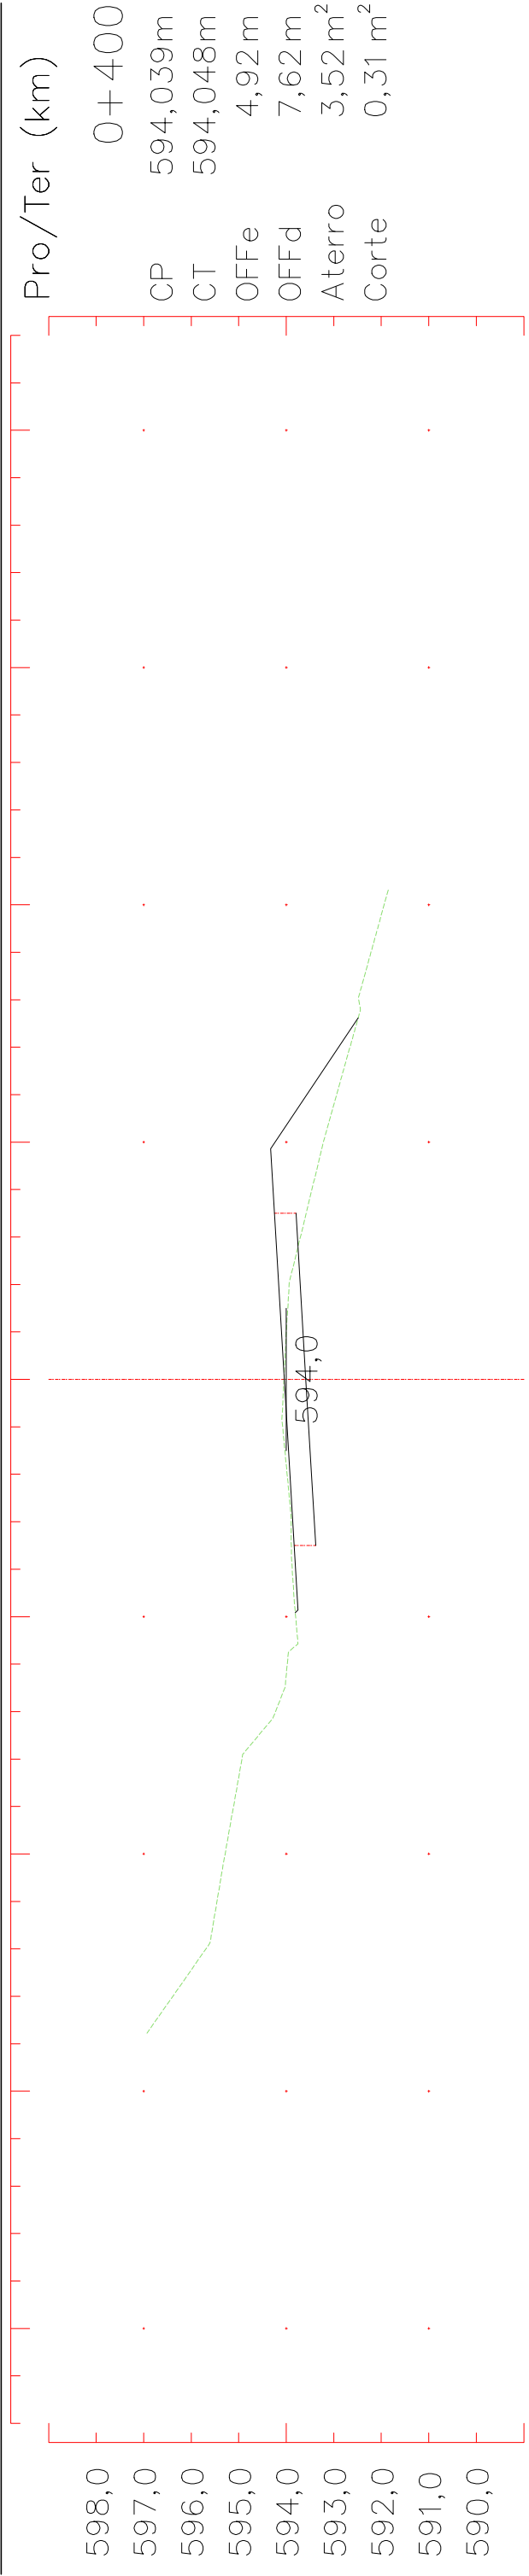 Pro/Ter (km)
0+400
CP 594,039m
CT 594,048m
OFFe 4,92 m
OFFd 7,62 m
Aterro 3,52 m²
Corte 0,31 m²
598,0
597,0
596,0
595,0
594,0
593,0
592,0
591,0
590,0
594,0